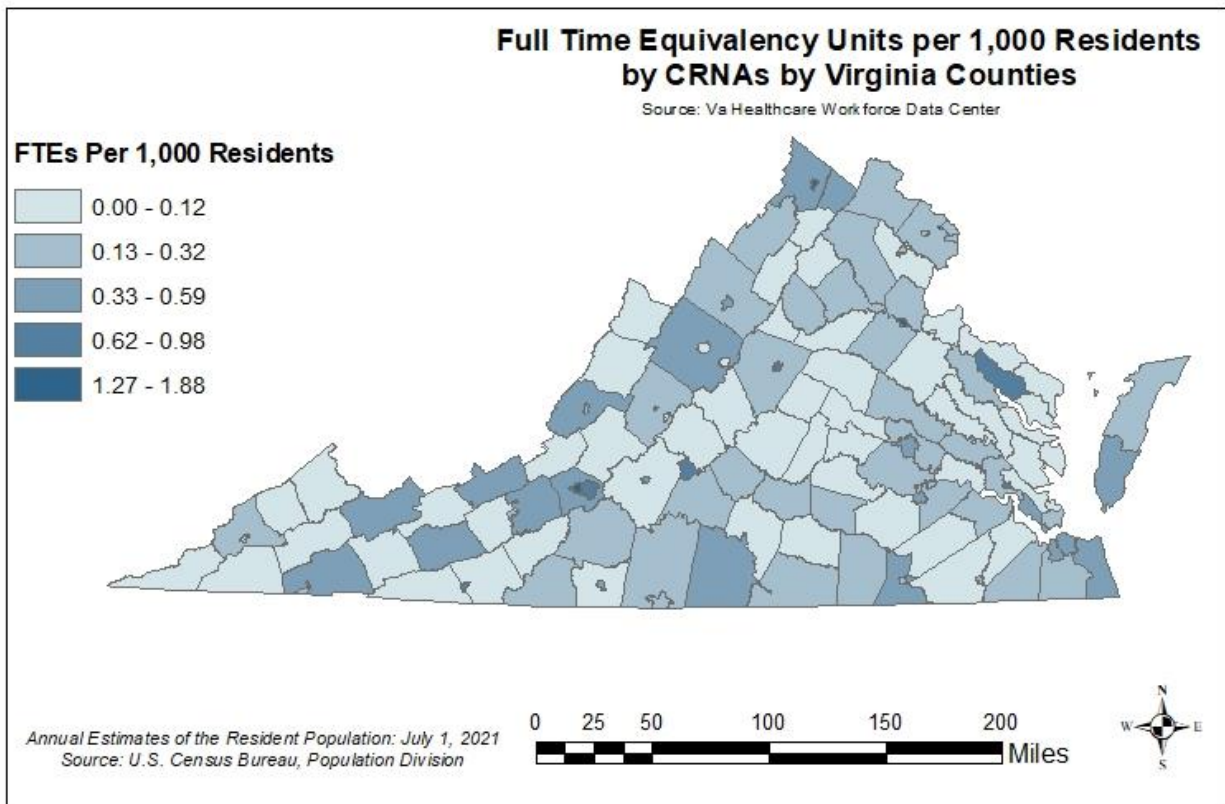 Full Time Equivalency Units per 1,000 Residents
by CRNAs by Virginia Counties
Source: Va Healthcare Workforce Data Center
FTEs Per 1,000 Residents
0.00 - 0.12
0.13 - 0.32
0.33 - 0.59
0.62 - 0.98
1.27 - 1.88
Annual Estimates of the Resident Population: July 1, 2021
Source: U.S. Census Bureau, Population Division
0 25 50 100 150 200
Miles
N
W E
S